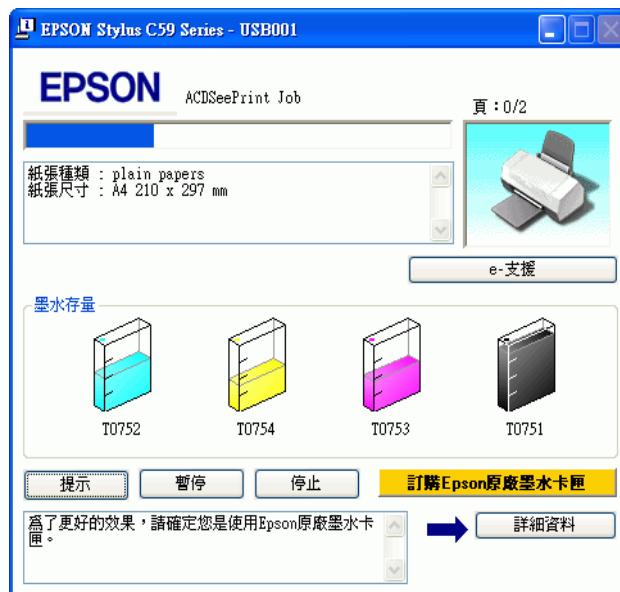 EPSON Stylus C59 Series - USB001
EPSON
ACDSeePrint Job
頁：0/2
紙張種類 : plain papers
紙張尺寸 : A4 210 x 297 mm
e-支援
墨水存量
T0752
T0754
T0753
T0751
提示
暫停
停止
訂購Epson原廠墨水卡匣
為了更好的效果，請確定您是使用Epson原廠墨水卡
匣。
詳細資料